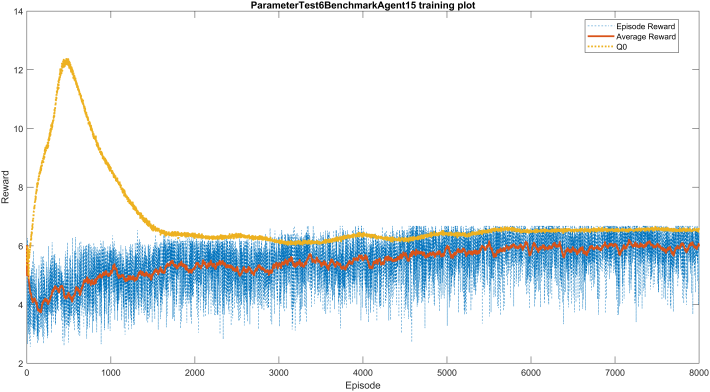 ParameterTest6BenchmarkAgent15 training plot
14
12
10
8
6
4
2
Reward
Episode Reward
Average Reward
Q0
0
1000
2000
3000
4000
5000
6000
7000
8000
Episode